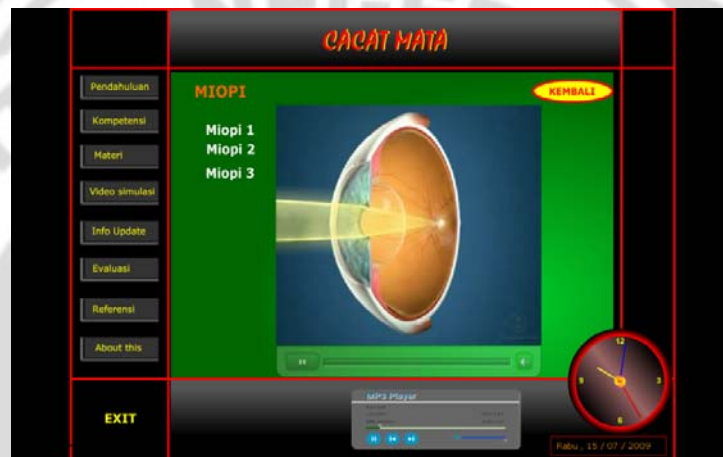 CACAT MATA
Pendahuluan
Kompetensi
Materi
Video simulasi
Info Update
Evaluasi
Referensi
About this
EXIT
MIOPI
KEMBALI
Miopi 1
Miopi 2
Miopi 3
MP3 Player
12
3
6
9
Rabu , 15 / 07 / 2009